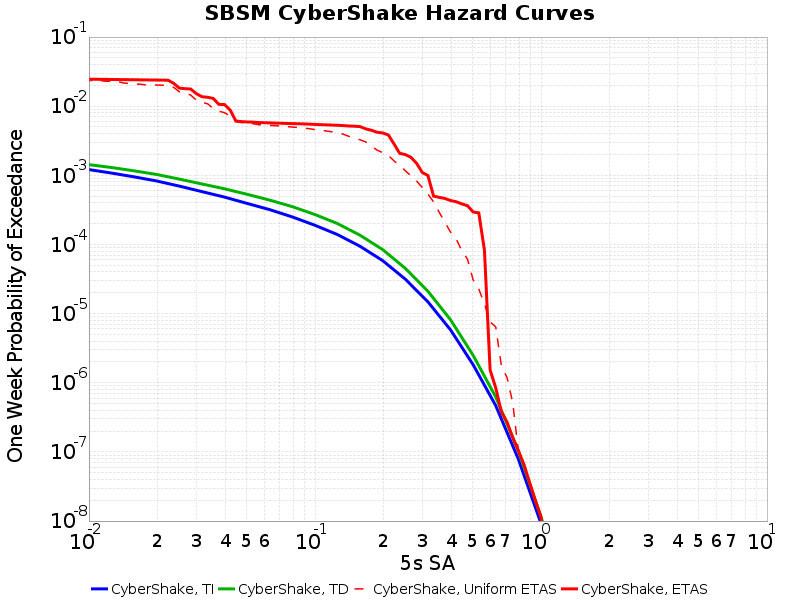 SBSM CyberShake Hazard Curves
One Week Probability of Exceedance
10-1
10-2
10-3
10-4
10-5
10-6
10-7
10-8
10-2 2 3 4 5 6 10-1 2 3 4 5 6 7 100 2 3 4 5 6 7 101
5s SA
CyberShake, TI CyberShake, TD CyberShake, Uniform ETAS CyberShake, ETAS